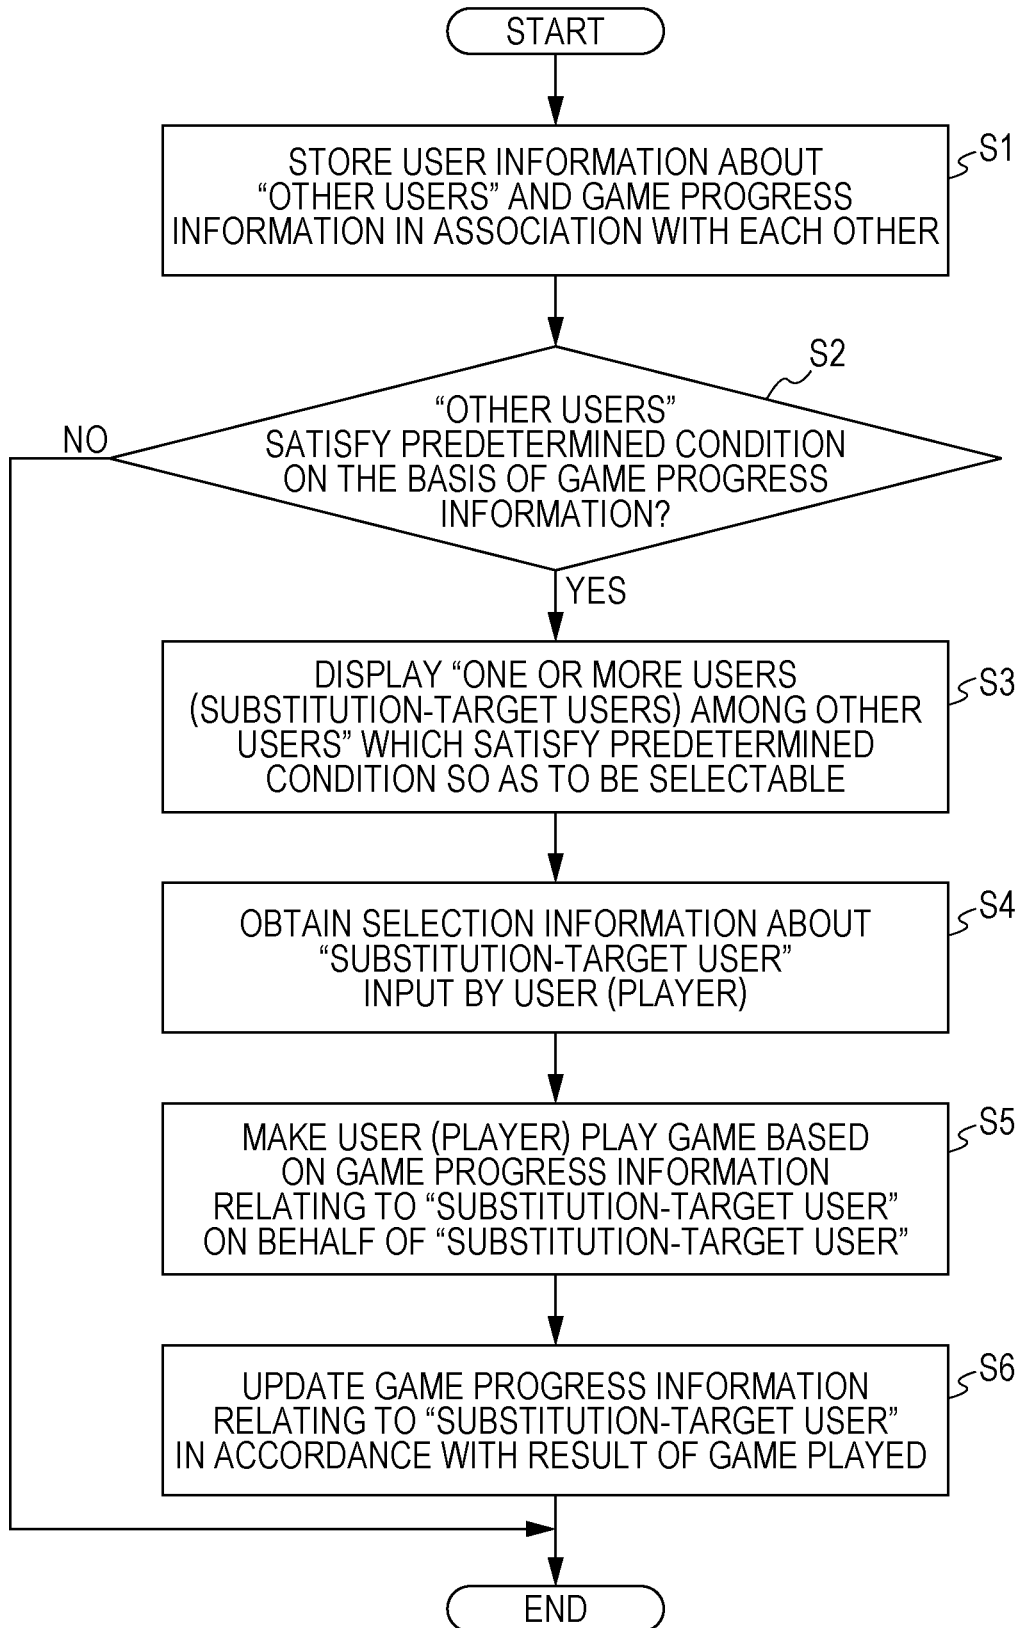 START
S1
STORE USER INFORMATION ABOUT
“OTHER USERS” AND GAME PROGRESS
INFORMATION IN ASSOCIATION WITH EACH OTHER
S2
“OTHER USERS”
SATISFY PREDETERMINED CONDITION
ON THE BASIS OF GAME PROGRESS
INFORMATION?
NO
YES
S3
DISPLAY “ONE OR MORE USERS
(SUBSTITUTION-TARGET USERS) AMONG OTHER
USERS” WHICH SATISFY PREDETERMINED
CONDITION SO AS TO BE SELECTABLE
S4
OBTAIN SELECTION INFORMATION ABOUT
“SUBSTITUTION-TARGET USER”
INPUT BY USER (PLAYER)
S5
MAKE USER (PLAYER) PLAY GAME BASED
ON GAME PROGRESS INFORMATION
RELATING TO “SUBSTITUTION-TARGET USER”
ON BEHALF OF “SUBSTITUTION-TARGET USER”
S6
UPDATE GAME PROGRESS INFORMATION
RELATING TO “SUBSTITUTION-TARGET USER”
IN ACCORDANCE WITH RESULT OF GAME PLAYED
END